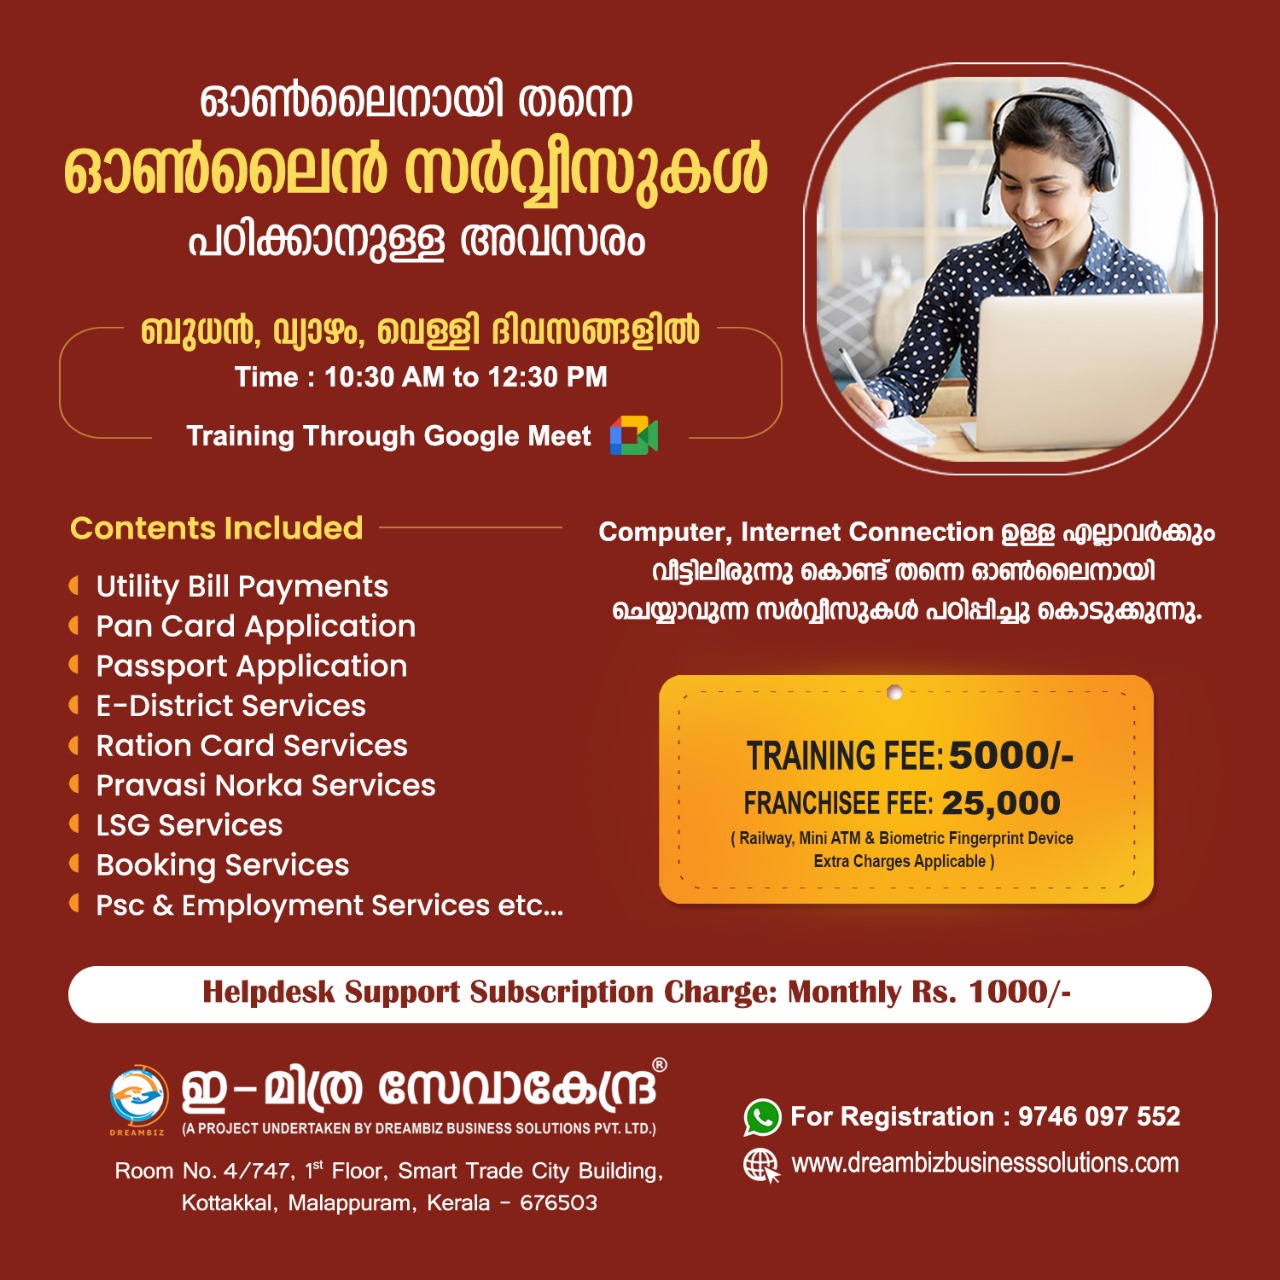 ഓൺലൈനായി തന്നെ
ഓൺലൈൻ സർവ്വീസുകൾ
പഠിക്കാനുള്ള അവസരം
ബുധൻ, വ്യാഴം, വെള്ളി ദിവസങ്ങളിൽ
Time : 10:30 AM to 12:30 PM
Training Through Google Meet
Contents Included
Utility Bill Payments
Pan Card Application
Passport Application
E-District Services
Ration Card Services
Pravasi Norka Services
LSG Services
Booking Services
Psc & Employment Services etc...
Computer, Internet Connection ഉള്ള എല്ലാവർക്കും
വീട്ടിലിരുന്നു കൊണ്ട് തന്നെ ഓൺലൈനായി
ചെയ്യാവുന്ന സർവ്വീസുകൾ പഠിപ്പിച്ചു കൊടുക്കുന്നു.
TRAINING FEE: 5000/-
FRANCHISEE FEE: 25,000
( Railway, Mini ATM & Biometric Fingerprint Device
Extra Charges Applicable )
Helpdesk Support Subscription Charge: Monthly Rs. 1000/-
DREAMBIZ
ഇ-മിത്ര സേവാകേന്ദ്ര®
(A PROJECT UNDERTAKEN BY DREAMBIZ BUSINESS SOLUTIONS PVT. LTD.)
Room No. 4/747, 1st Floor, Smart Trade City Building,
Kottakkal, Malappuram, Kerala - 676503
For Registration : 9746 097 552
www.dreambizbusinesssolutions.com